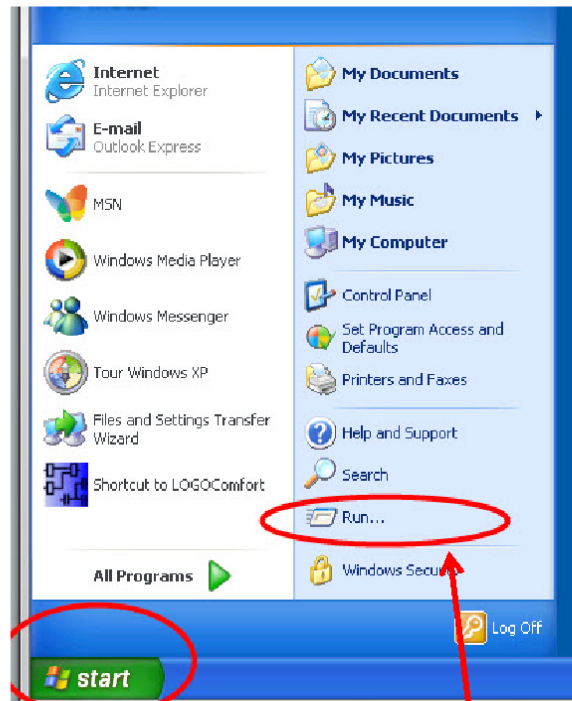 Internet
Internet Explorer
E-mail
Outlook Express
MSN
Windows Media Player
Windows Messenger
Tour Windows XP
Files and Settings Transfer
Wizard
Shortcut to LOGOComfort
All Programs
My Documents
My Recent Documents
My Pictures
My Music
My Computer
Control Panel
Set Program Access and
Defaults
Printers and Faxes
Help and Support
Search
Run...
Windows
Log Off
start